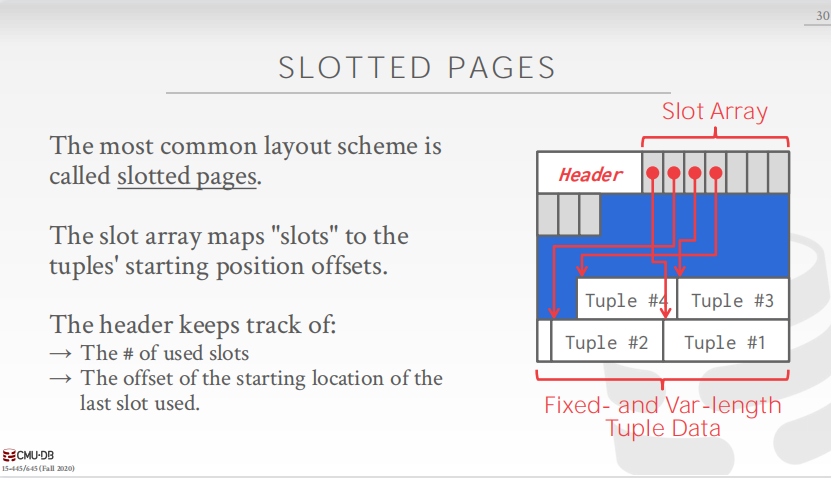 30
SLOTTED PAGES
The most common layout scheme is
called slotted pages.
The slot array maps "slots" to the
tuples' starting position offsets.
The header keeps track of:
→ The # of used slots
→ The offset of the starting location of the
last slot used.
Slot Array
Header
Tuple #4
Tuple #3
Tuple #2
Tuple #1
Fixed- and Var-length
Tuple Data
CMU·DB
15-445/645 (Fall 2020)